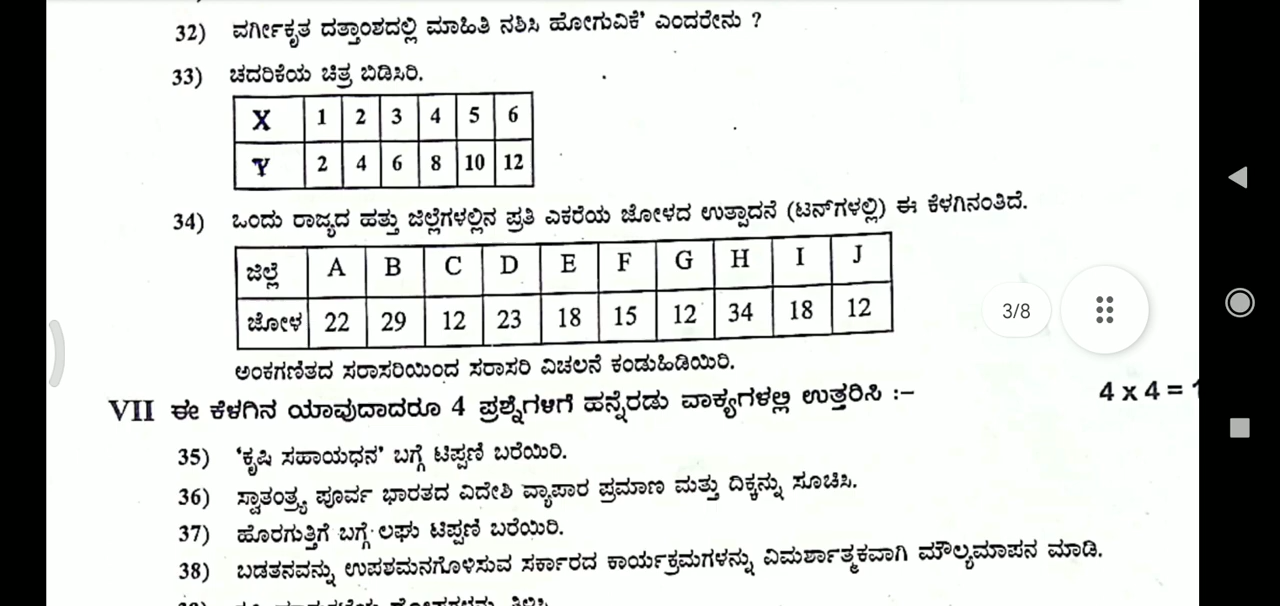 32) ವರ್ಗೀಕೃತ ದತ್ತಾಂಶದಲ್ಲಿ ಮಾಹಿತಿ ನಶಿಸಿ ಹೋಗುವಿಕೆ' ಎಂದರೇನು ?
33) ಚದರಿಕೆಯ ಚಿತ್ರ ಬಿಡಿಸಿರಿ.
X 1 2 3 4 5 6
Y 2 4 6 8 10 12
34) ಒಂದು ರಾಜ್ಯದ ಹತ್ತು ಜಿಲ್ಲೆಗಳಲ್ಲಿನ ಪ್ರತಿ ಎಕರೆಯ ಜೋಳದ ಉತ್ಪಾದನೆ (ಟನ್‌ಗಳಲ್ಲಿ) ಈ ಕೆಳಗಿನಂತಿದೆ.
ಜಿಲ್ಲೆ A B C D E F G H I J
ಜೋಳ 22 29 12 23 18 15 12 34 18 12
3/8
ಅಂಕಗಣಿತದ ಸರಾಸರಿಯಿಂದ ಸರಾಸರಿ ವಿಚಲನೆ ಕಂಡುಹಿಡಿಯಿರಿ.
VII ಈ ಕೆಳಗಿನ ಯಾವುದಾದರೂ 4 ಪ್ರಶ್ನೆಗಳಿಗೆ ಹನ್ನೆರಡು ವಾಕ್ಯಗಳಲ್ಲಿ ಉತ್ತರಿಸಿ :– 4 x 4 =
35) 'ಕೃಷಿ ಸಹಾಯಧನ' ಬಗ್ಗೆ ಟಿಪ್ಪಣಿ ಬರೆಯಿರಿ.
36) ಸ್ವಾತಂತ್ರ್ಯ ಪೂರ್ವ ಭಾರತದ ವಿದೇಶಿ ವ್ಯಾಪಾರ ಪ್ರಮಾಣ ಮತ್ತು ದಿಕ್ಕನ್ನು ಸೂಚಿಸಿ.
37) ಹೊರಗುತ್ತಿಗೆ ಬಗ್ಗೆ ಲಘು ಟಿಪ್ಪಣಿ ಬರೆಯಿರಿ.
38) ಬಡತನವನ್ನು ಉಪಶಮನಗೊಳಿಸುವ ಸರ್ಕಾರದ ಕಾರ್ಯಕ್ರಮಗಳನ್ನು ವಿಮರ್ಶಾತ್ಮಕವಾಗಿ ಮೌಲ್ಯಮಾಪನ ಮಾಡಿ.